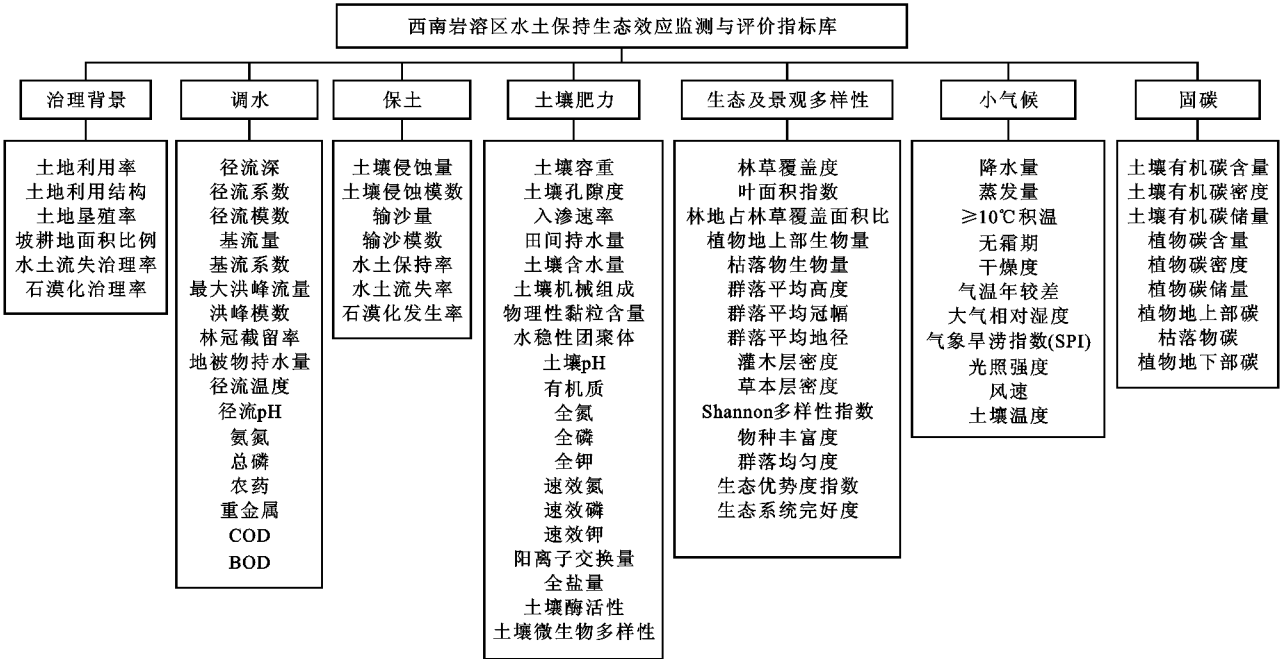 西南岩溶区水土保持生态效应监测与评价指标库
治理背景
调水
保土
土壤肥力
生态及景观多样性
小气候
固碳
土地利用率
土地利用结构
土地垦殖率
坡耕地面积比例
水土流失治理率
石漠化治理率
径流深
径流系数
径流模数
基流量
基流系数
最大洪峰流量
洪峰模数
林冠截留率
地被物持水量
径流温度
径流pH
氨氮
总磷
农药
重金属
COD
BOD
土壤侵蚀量
土壤侵蚀模数
输沙量
输沙模数
水土保持率
水土流失率
石漠化发生率
土壤容重
土壤孔隙度
入渗速率
田间持水量
土壤含水量
土壤机械组成
物理性黏粒含量
水稳性团聚体
土壤pH
有机质
全氮
全磷
全钾
速效氮
速效磷
速效钾
阳离子交换量
全盐量
土壤酶活性
土壤微生物多样性
林草覆盖度
叶面积指数
林地占林草覆盖面积比
植物地上部生物量
枯落物生物量
群落平均高度
群落平均冠幅
群落平均地径
灌木层密度
草本层密度
Shannon多样性指数
物种丰富度
群落均匀度
生态优势度指数
生态系统完好度
降水量
蒸发量
≥10℃积温
无霜期
干燥度
气温年较差
大气相对湿度
气象旱涝指数(SPI)
光照强度
风速
土壤温度
土壤有机碳含量
土壤有机碳密度
土壤有机碳储量
植物碳含量
植物碳密度
植物碳储量
植物地上部碳
枯落物碳
植物地下部碳